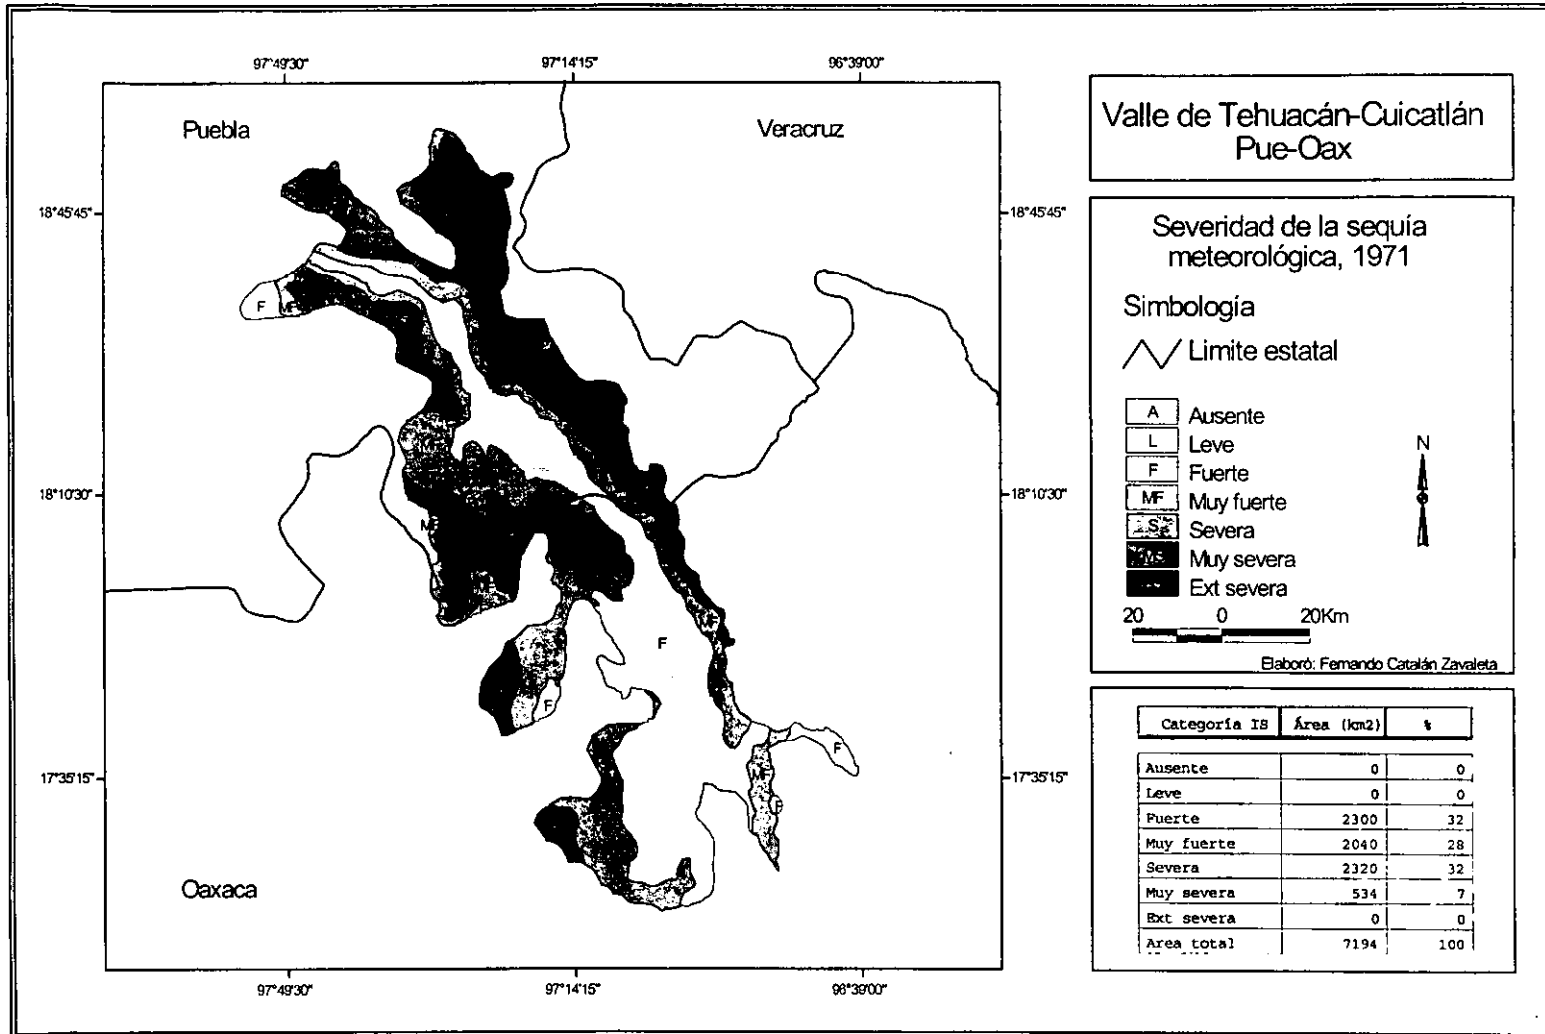 97°49'30"
97°14'15"
96°39'00"
Puebla
Veracruz
18°45'45"
18°45'45"
F
MF
MF
18°10'30"
18°10'30"
MF
MF
F
F
F
MF
F
17°35'15"
17°35'15"
Oaxaca
97°49'30"
97°14'15"
96°39'00"
Valle de Tehuacán-Cuicatlán
Pue-Oax
Severidad de la sequía
meteorológica, 1971
Simbología
Limite estatal
A Ausente
L Leve
F Fuerte
MF Muy fuerte
S Severa
MS Muy severa
Ext severa
N
20 0 20Km
Elaboró: Fernando Catalán Zavaleta
Categoría IS Área (km2) %
Ausente 0 0
Leve 0 0
Fuerte 2300 32
Muy fuerte 2040 28
Severa 2320 32
Muy severa 534 7
Ext severa 0 0
Area total 7194 100